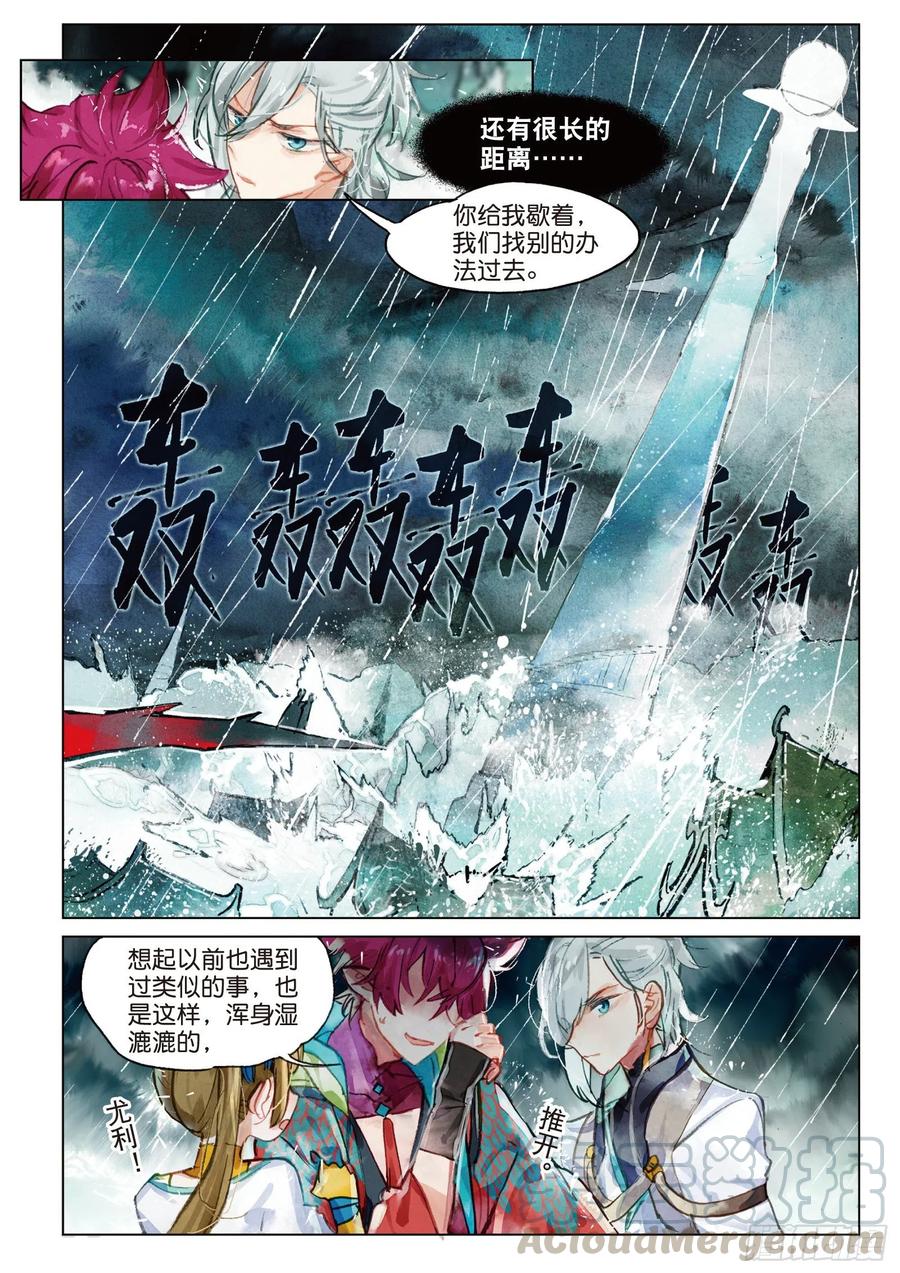 还有很长的
距离……
你给我歇着，
我们找别的办
法过去。
轰轰轰轰轰轰轰
想起以前也遇到
过类似的事，也
是这样，浑身湿
漉漉的，
尤利！
推开。
AcloudMerge.com